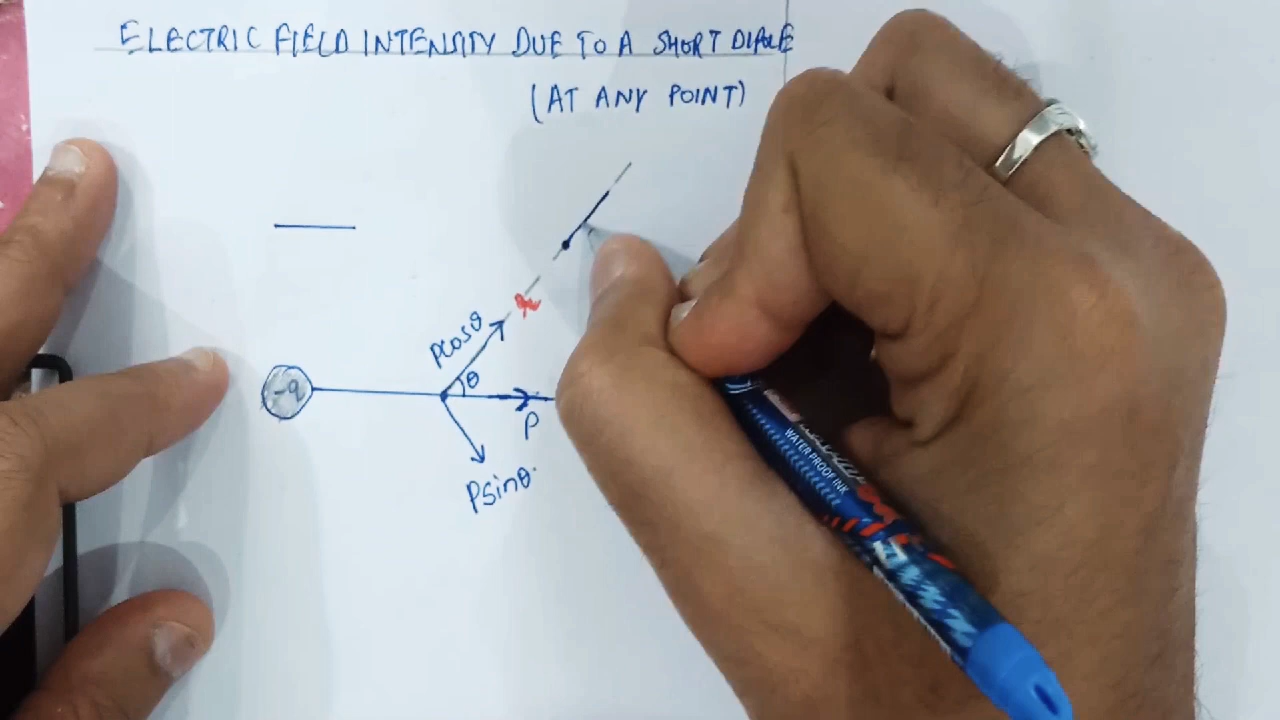 ELECTRIC FIELD INTENSITY DUE TO A SHORT DIPOLE
(AT ANY POINT)
Pcosθ
r
θ
-q
P
Psinθ
WATER PROOF INK